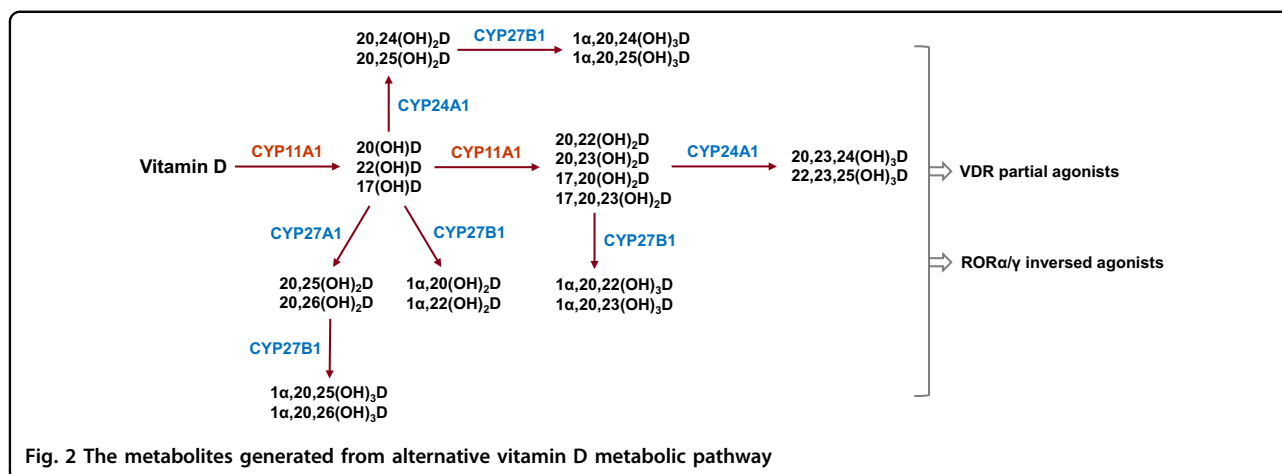 20,24(OH)₂D
20,25(OH)₂D
CYP27B1
1α,20,24(OH)₃D
1α,20,25(OH)₃D
CYP24A1
Vitamin D
CYP11A1
20(OH)D
22(OH)D
17(OH)D
CYP11A1
20,22(OH)₂D
20,23(OH)₂D
17,20(OH)₂D
17,20,23(OH)₂D
CYP24A1
20,23,24(OH)₃D
22,23,25(OH)₃D
VDR partial agonists
CYP27A1
CYP27B1
CYP27B1
RORα/γ inversed agonists
20,25(OH)₂D
20,26(OH)₂D
1α,20(OH)₂D
1α,22(OH)₂D
1α,20,22(OH)₃D
1α,20,23(OH)₃D
CYP27B1
1α,20,25(OH)₃D
1α,20,26(OH)₃D
Fig. 2 The metabolites generated from alternative vitamin D metabolic pathway